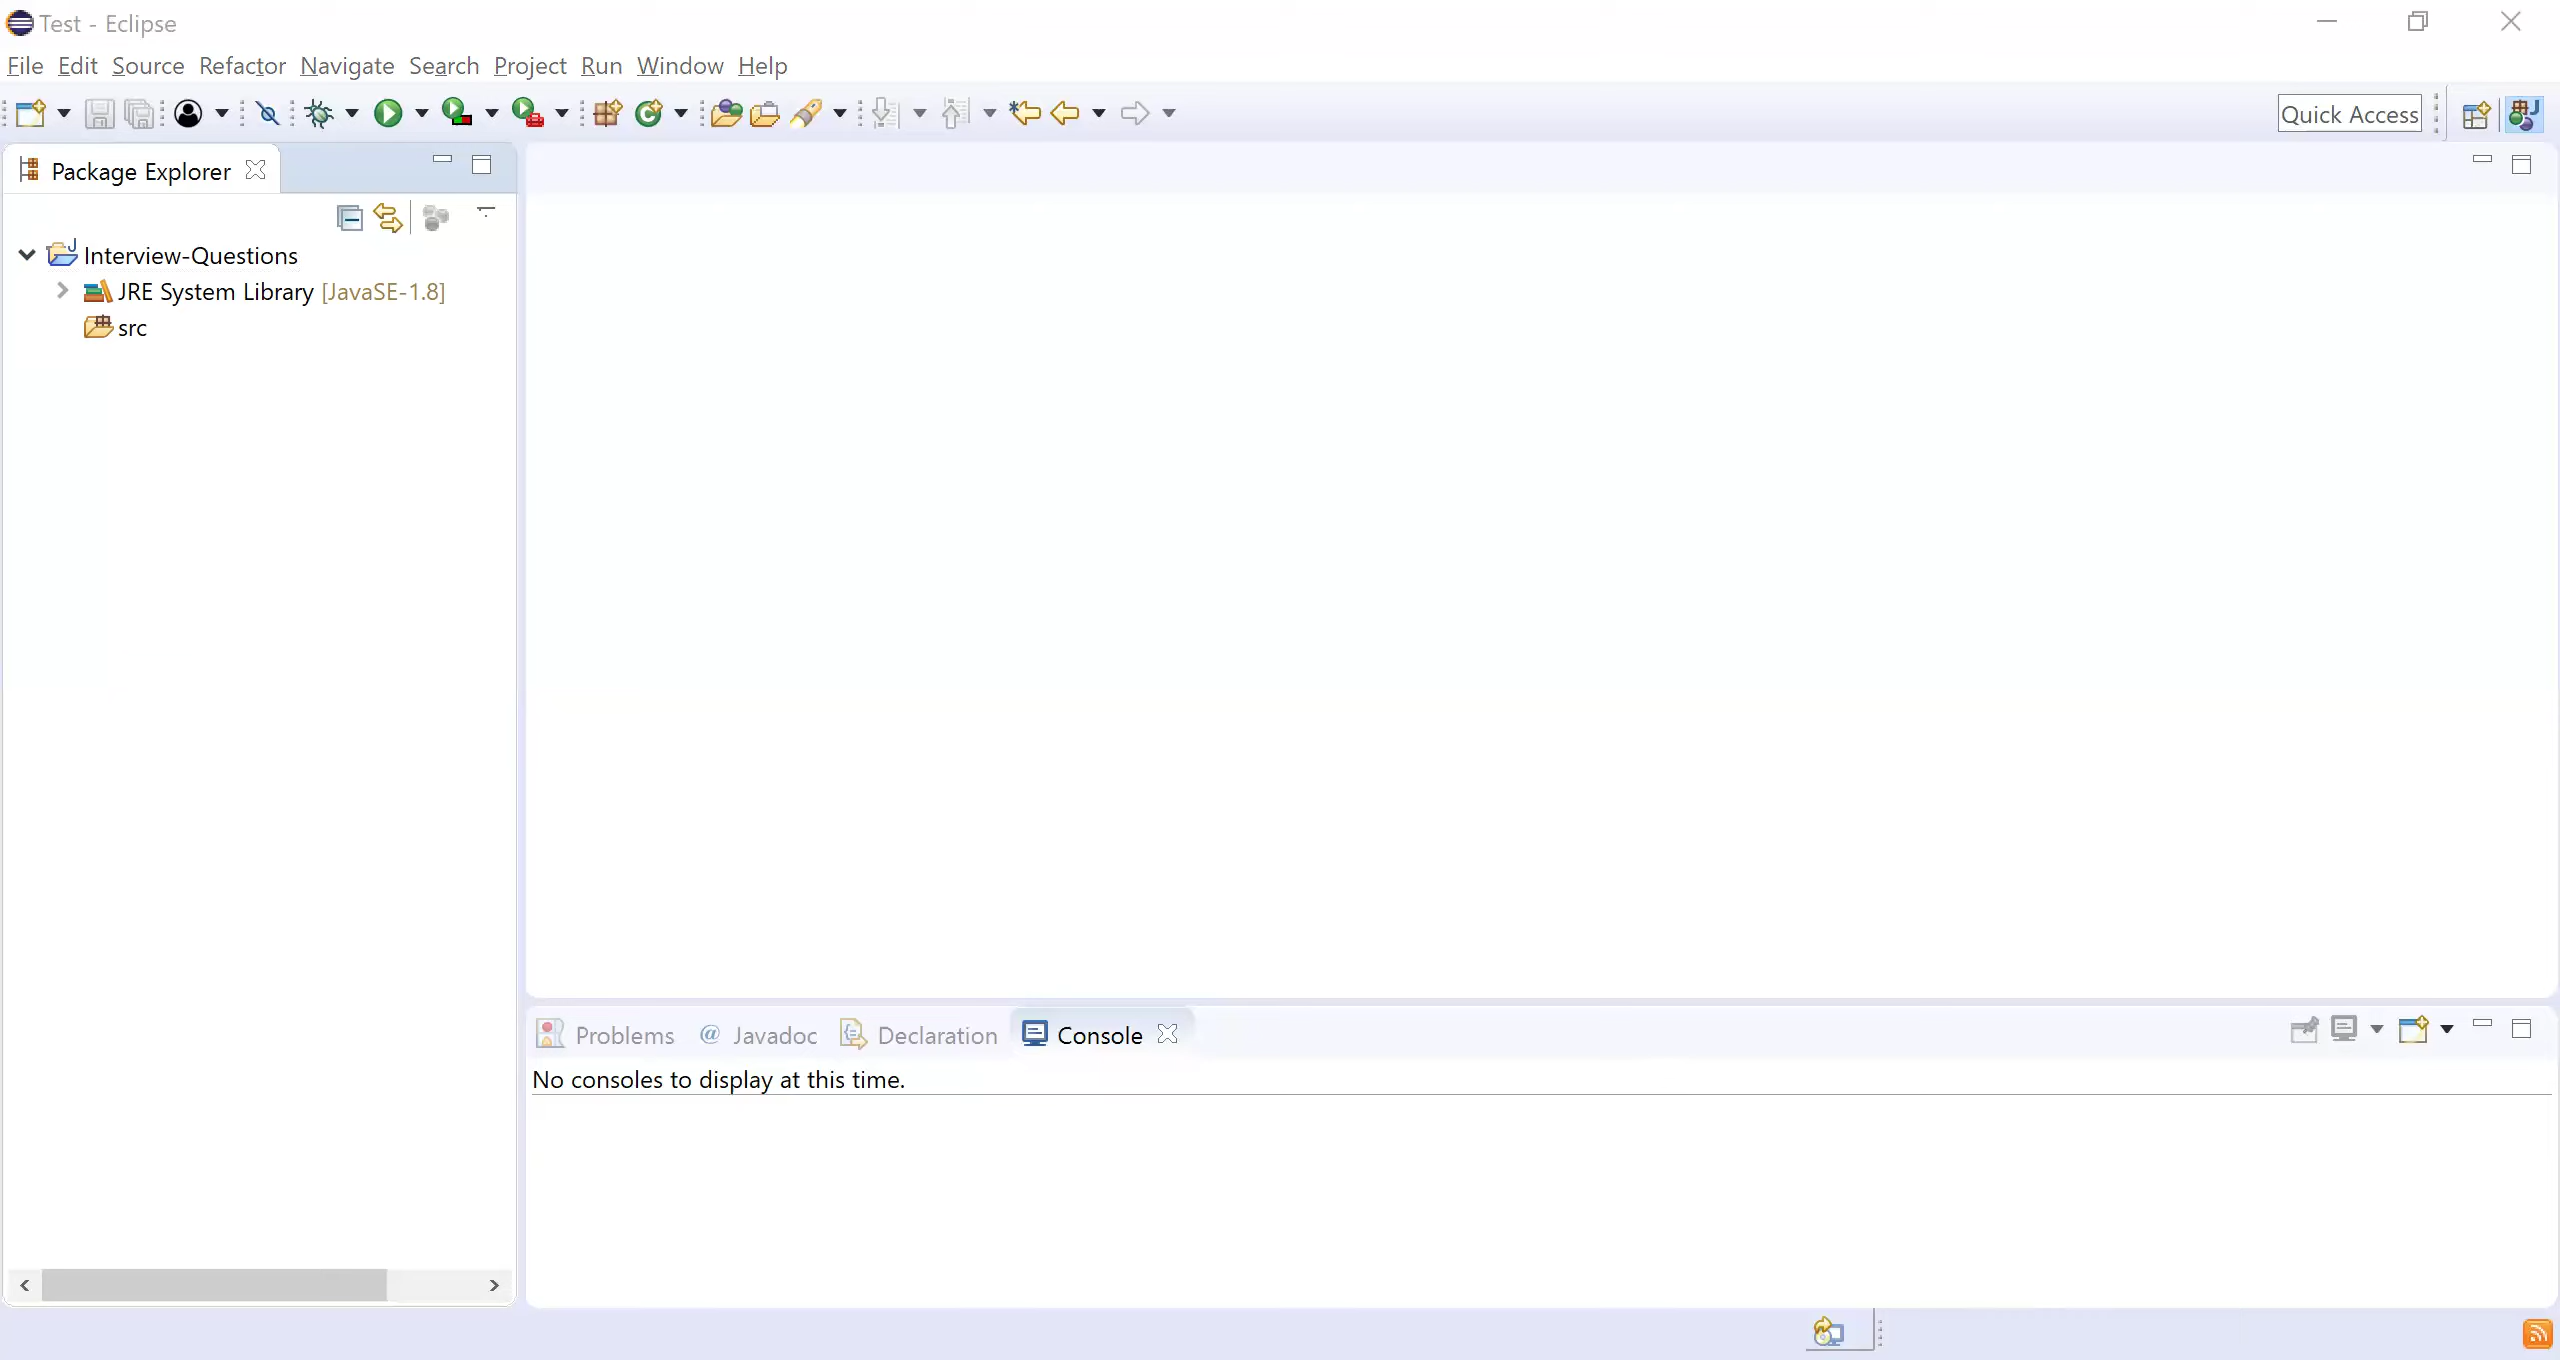 Test - Eclipse
File Edit Source Refactor Navigate Search Project Run Window Help
Quick Access
Package Explorer
Interview-Questions
JRE System Library [JavaSE-1.8]
src
Problems @ Javadoc Declaration Console
No consoles to display at this time.